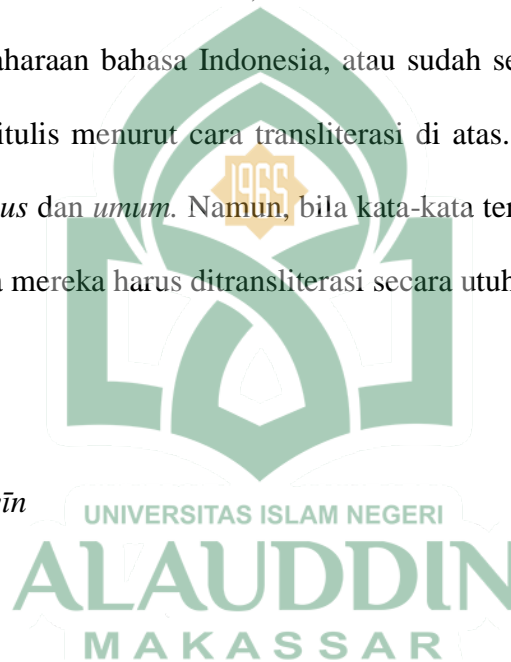 aharaan bahasa Indonesia, atau sudah se
itulis menurut cara transliterasi di atas.
us dan umum. Namun, bila kata-kata ter
mereka harus ditransliterasi secara utuh
1965
īn
UNIVERSITAS ISLAM NEGERI
ALAUDDIN
MAKASSAR